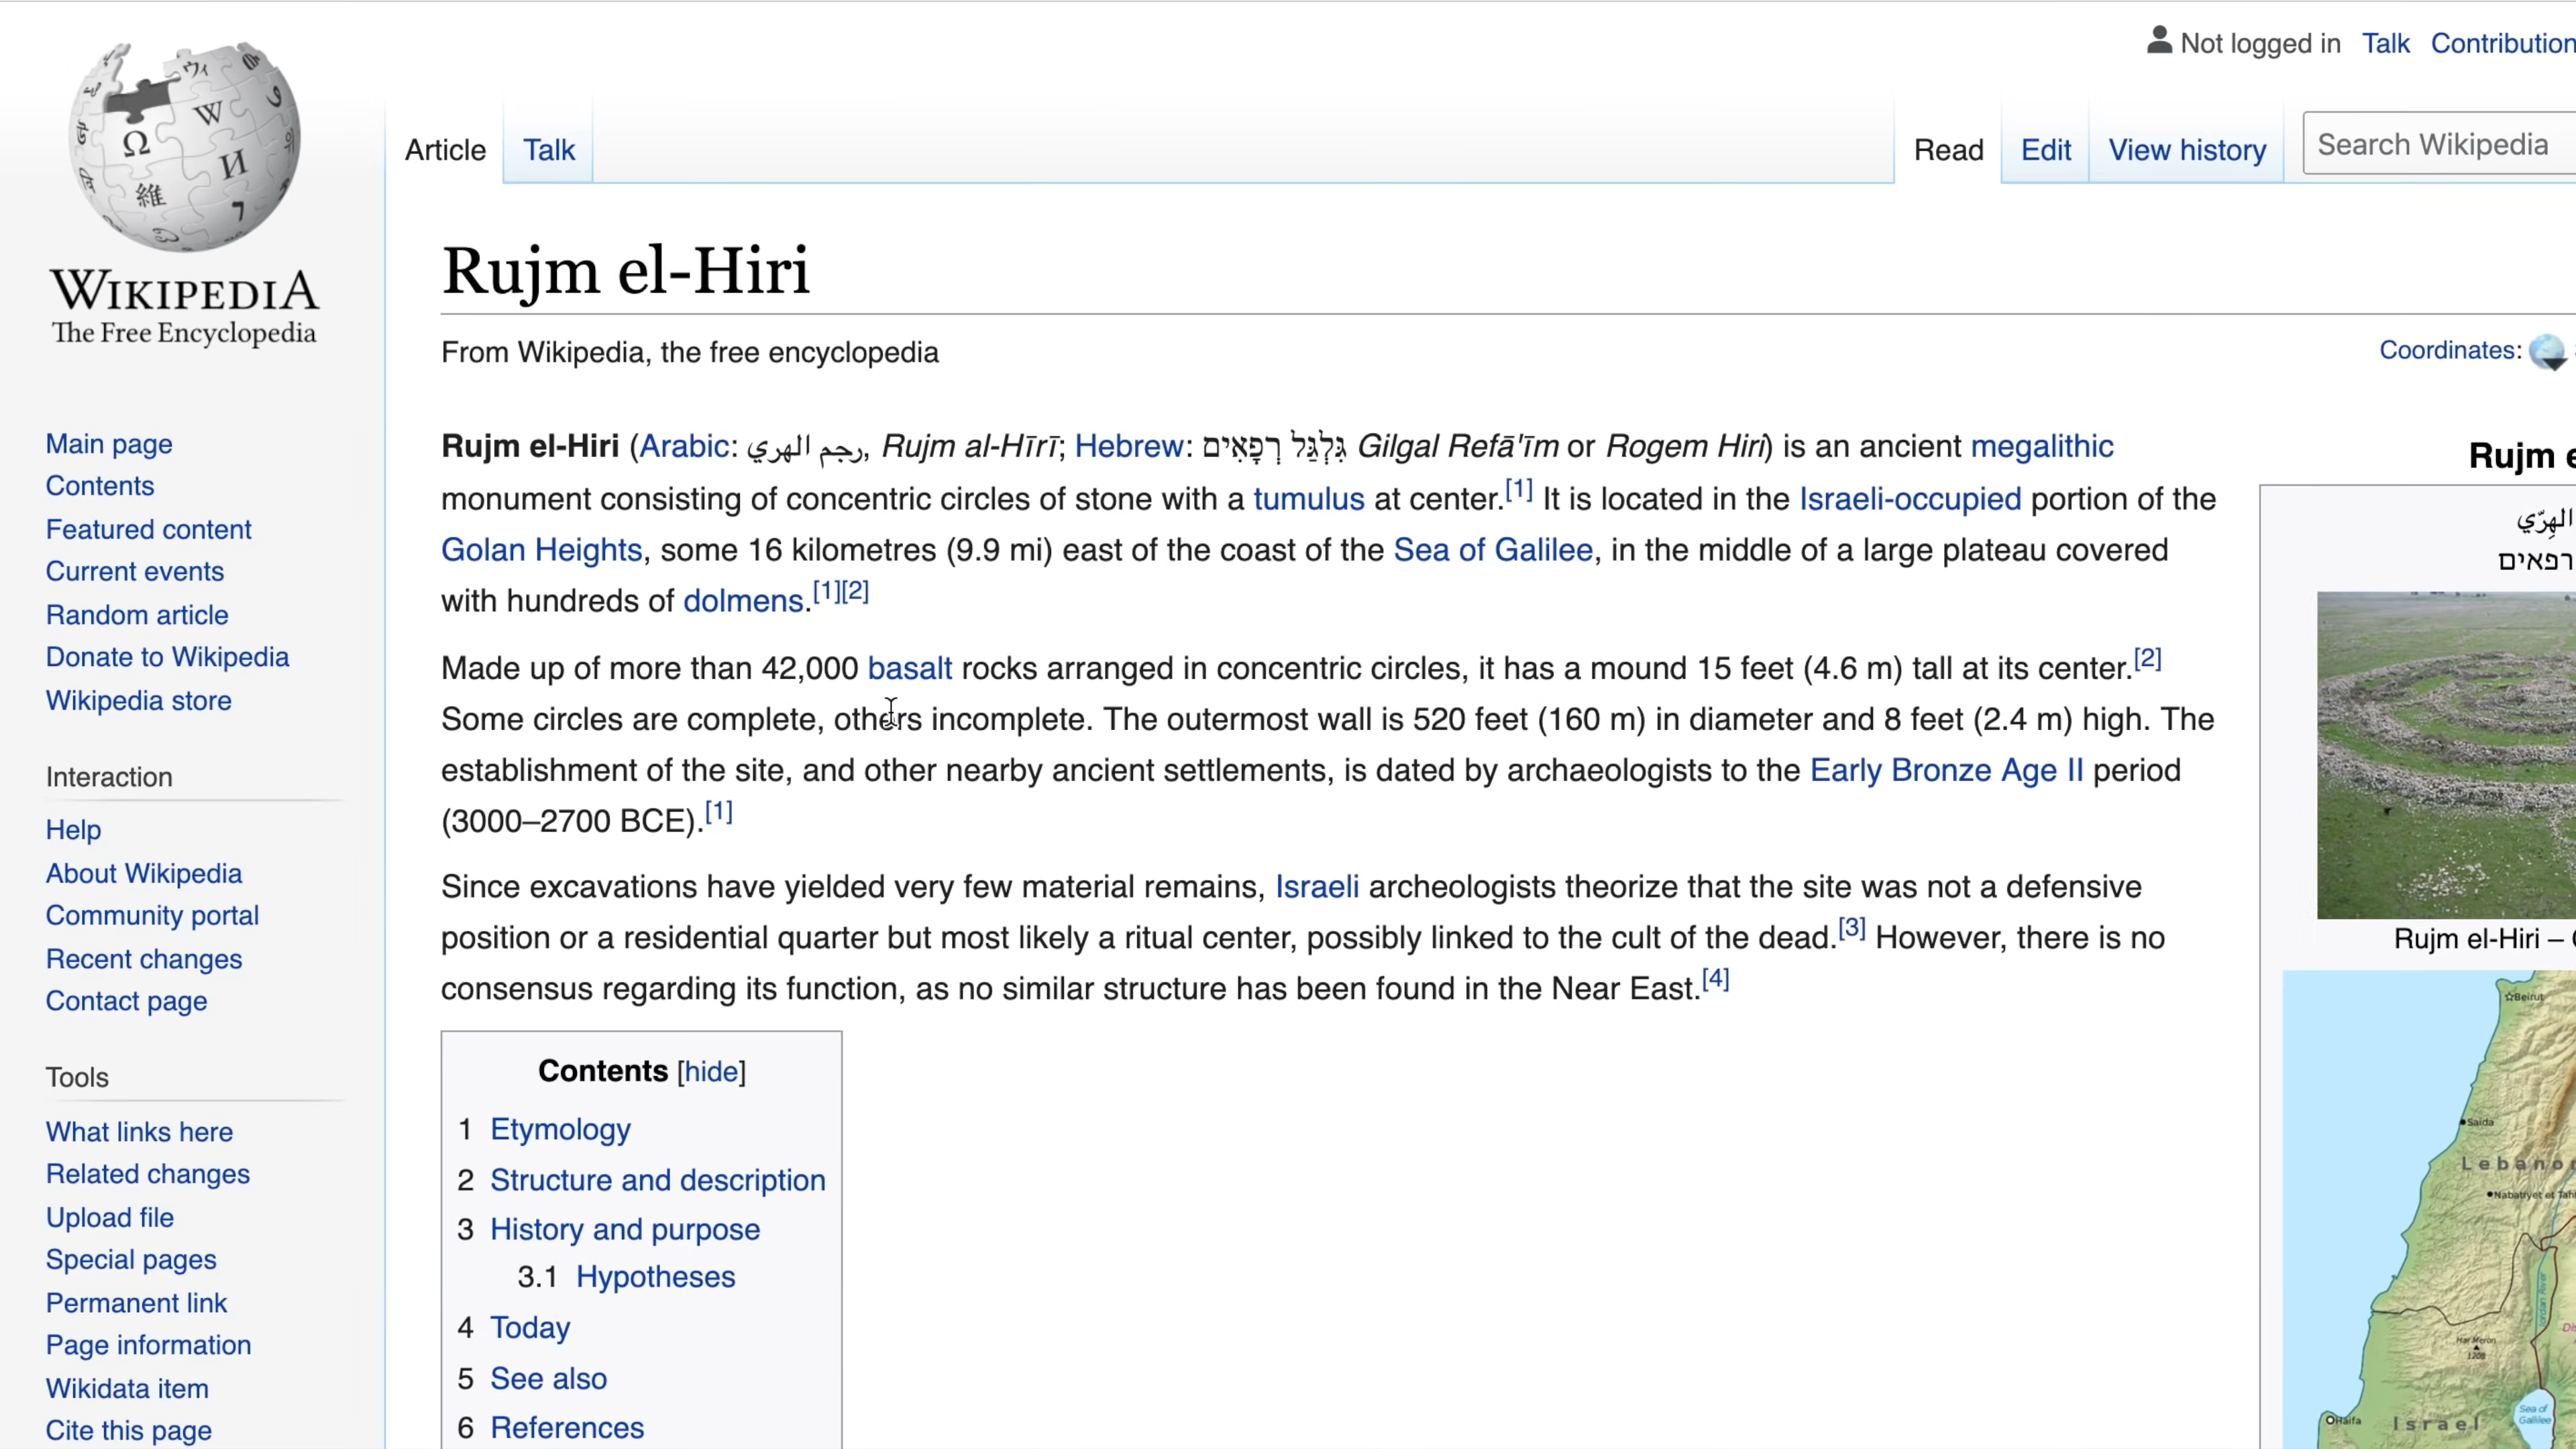 Not logged in Talk
Article Talk Read Edit View history Search Wikipedia
WIKIPEDIA
The Free Encyclopedia
Main page
Contents
Featured content
Current events
Random article
Donate to Wikipedia
Wikipedia store
Interaction
Help
About Wikipedia
Community portal
Recent changes
Contact page
Tools
What links here
Related changes
Upload file
Special pages
Permanent link
Page information
Wikidata item
Cite this page
Rujm el-Hiri
From Wikipedia, the free encyclopedia
Coordinates:
Rujm el-Hiri (Arabic: رجم الهري, Rujm al-Hīrī; Hebrew: גִּלְגַּל רְפָאִים Gilgal Refā'īm or Rogem Hiri) is an ancient megalithic
monument consisting of concentric circles of stone with a tumulus at center.[1] It is located in the Israeli-occupied portion of the
Golan Heights, some 16 kilometres (9.9 mi) east of the coast of the Sea of Galilee, in the middle of a large plateau covered
with hundreds of dolmens.[1][2]
Made up of more than 42,000 basalt rocks arranged in concentric circles, it has a mound 15 feet (4.6 m) tall at its center.[2]
Some circles are complete, others incomplete. The outermost wall is 520 feet (160 m) in diameter and 8 feet (2.4 m) high. The
establishment of the site, and other nearby ancient settlements, is dated by archaeologists to the Early Bronze Age II period
(3000–2700 BCE).[1]
Since excavations have yielded very few material remains, Israeli archeologists theorize that the site was not a defensive
position or a residential quarter but most likely a ritual center, possibly linked to the cult of the dead.[3] However, there is no
consensus regarding its function, as no similar structure has been found in the Near East.[4]
Contents [hide]
1 Etymology
2 Structure and description
3 History and purpose
3.1 Hypotheses
4 Today
5 See also
6 References
Rujm
רפאים
Rujm el-Hiri –
Beirut
Saida
Har Meron
1208
Sea of
Galilee
Haifa
Israel